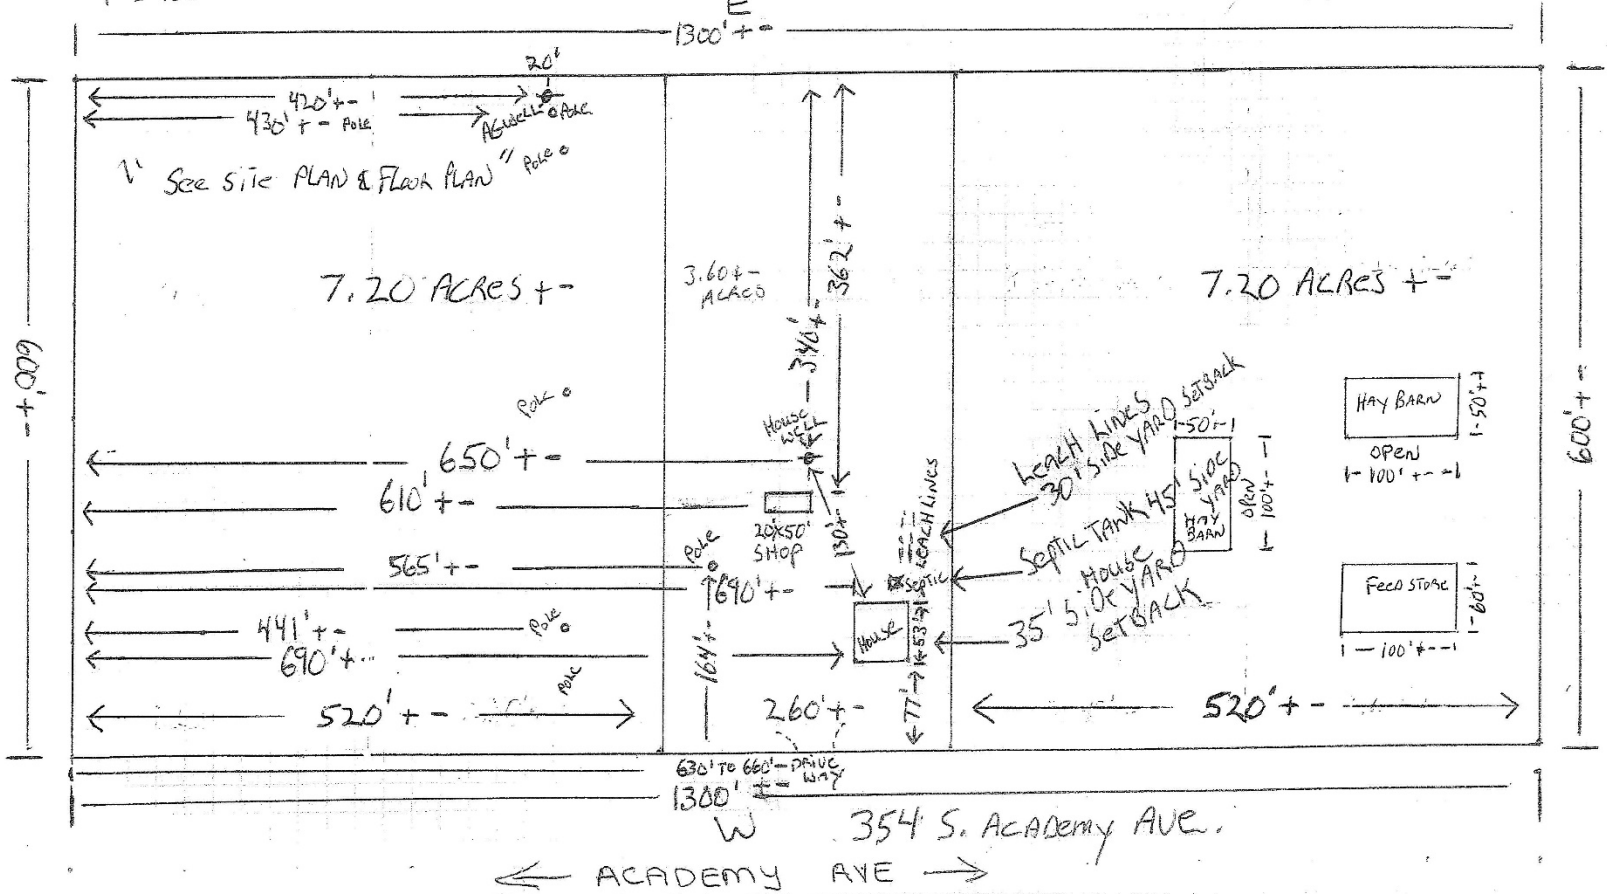 E
1300'+-
20'
420'+-
430'+- POLE
AG WELL
POLE
"See Site PLAN & FLOOR PLAN"
POLE
600'+-
7.20 ACRES +-
3.60+-
ACRES
362'+-
340'+-
7.20 ACRES +-
600'+-
POLE
HOUSE
WELL
650'+-
610'+-
20'x50'
SHOP
130'+-
LEACH LINES
LEACH LINES
30' SIDE YARD SETBACK
SEPTIC TANK 45' SIDE
YARD
HOUSE
35' SIDE YARD
SETBACK
50'
HAY
BARN
OPEN
100'+-
HAY BARN
50'+-
OPEN
100'+-
POLE
565'+-
690'+-
SEPTIC
FEED STORE
60'+-
100'+-
441'+-
POLE
690'+-
164'+-
House
53'
77'
POLE
520'+-
260'+-
520'+-
630' TO 660'- DRIVE
WAY
1300' +-
W
354 S. ACADEMY AVE.
ACADEMY AVE